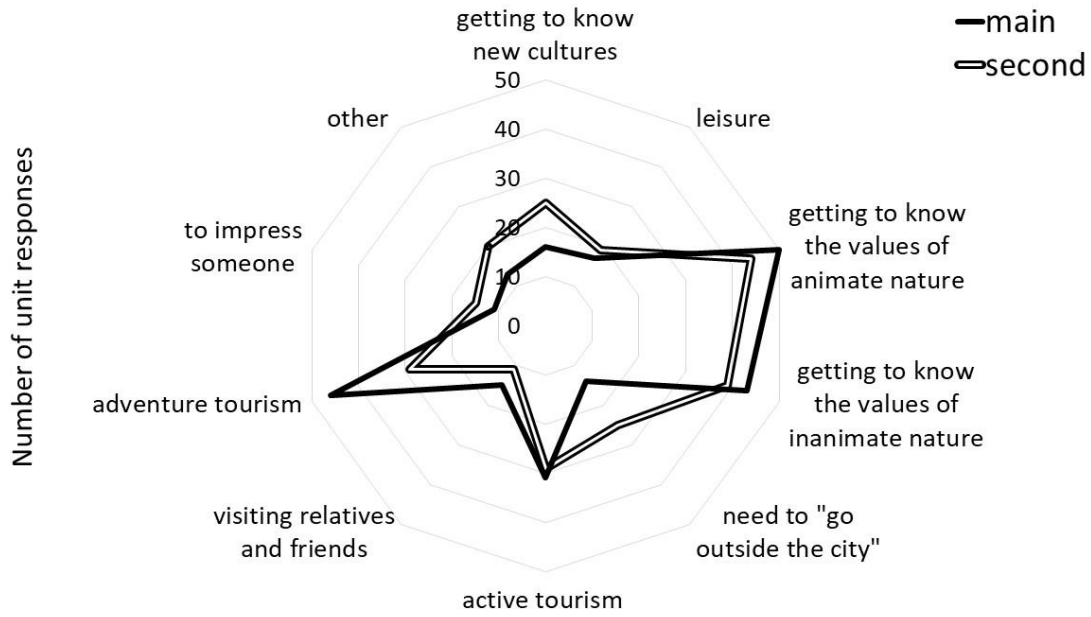 getting to know
new cultures
main
second
50
40
30
20
10
0
leisure
getting to know
the values of
animate nature
getting to know
the values of
inanimate nature
need to "go
outside the city"
active tourism
visiting relatives
and friends
adventure tourism
to impress
someone
other
Number of unit responses